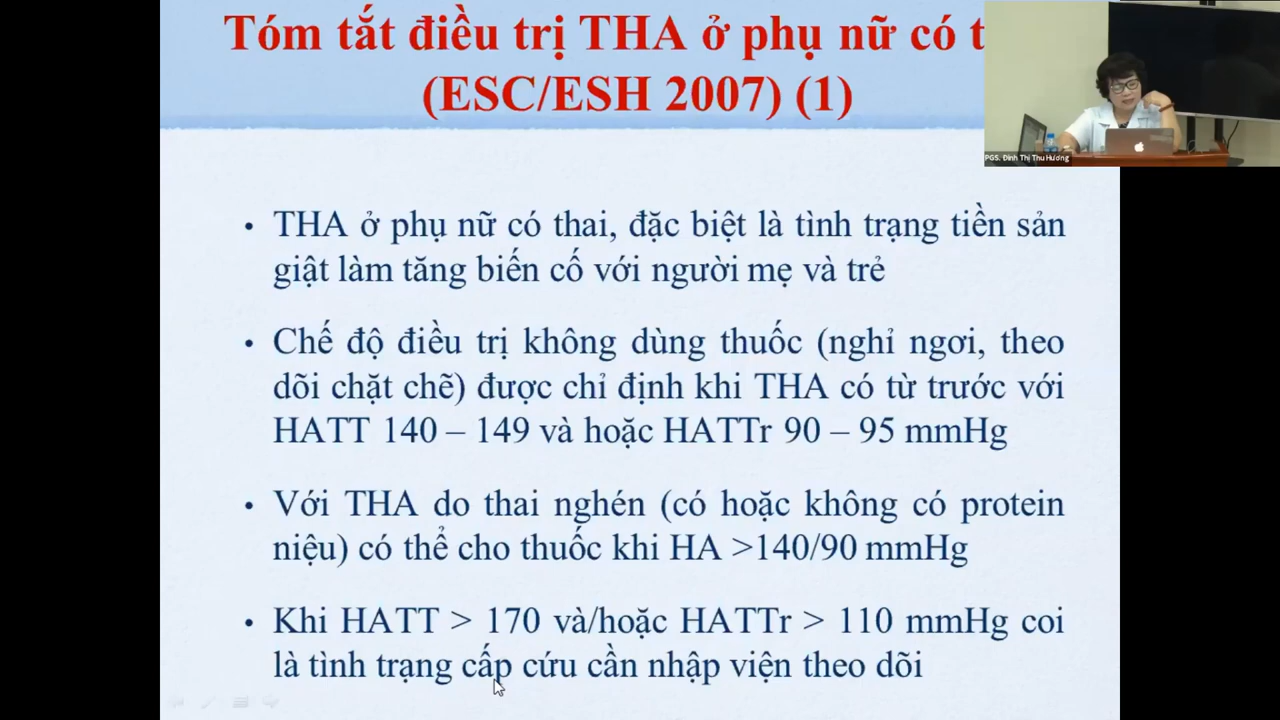 Tóm tắt điều trị THA ở phụ nữ có t
(ESC/ESH 2007) (1)
PGS. Đinh Thị Thu Hương
• THA ở phụ nữ có thai, đặc biệt là tình trạng tiền sản
giật làm tăng biến cố với người mẹ và trẻ
• Chế độ điều trị không dùng thuốc (nghỉ ngơi, theo
dõi chặt chẽ) được chỉ định khi THA có từ trước với
HATT 140 – 149 và hoặc HATTr 90 – 95 mmHg
• Với THA do thai nghén (có hoặc không có protein
niệu) có thể cho thuốc khi HA >140/90 mmHg
• Khi HATT > 170 và/hoặc HATTr > 110 mmHg coi
là tình trạng cấp cứu cần nhập viện theo dõi